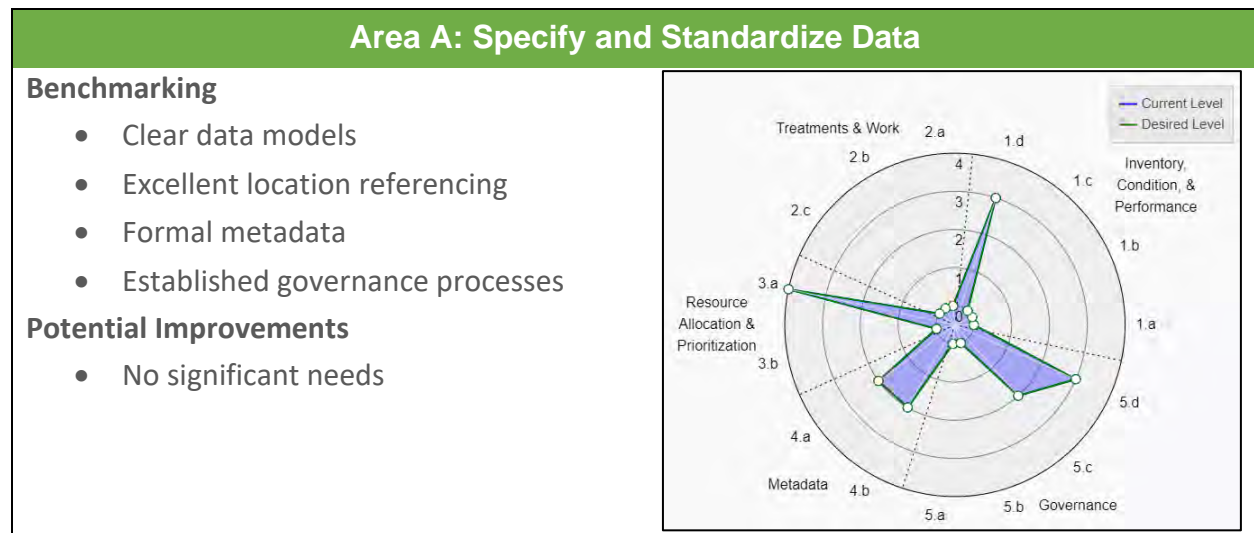 Area A: Specify and Standardize Data
Benchmarking
• Clear data models
• Excellent location referencing
• Formal metadata
• Established governance processes
Potential Improvements
• No significant needs
Current Level
Desired Level
Treatments & Work
2.a
1.d
2.b
1.c
Inventory,
Condition, &
Performance
2.c
1.b
4
3
2
1
0
3.a
Resource
Allocation &
Prioritization
1.a
3.b
5.d
4.a
5.c
Metadata
4.b
5.a
5.b
Governance